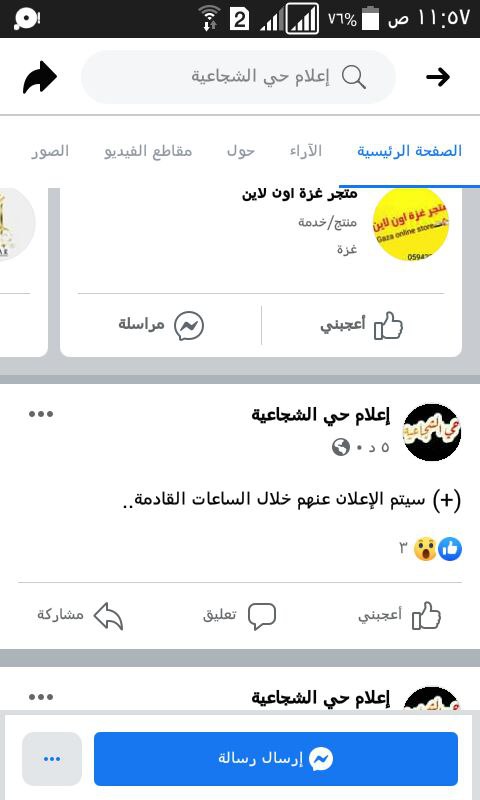 ١١:٥٧ ص
٧٦%
2
إعلام حي الشجاعية
الصفحة الرئيسية
الآراء
حول
مقاطع الفيديو
الصور
متجر غزة اون لاين
منتج/خدمة
غزة
متجر غزة اون لاين
Gaza online store
أعجبني
مراسلة
إعلام حي الشجاعية
حي الشجاعية
٥ د •
(+) سيتم الإعلان عنهم خلال الساعات القادمة..
٣
أعجبني
تعليق
مشاركة
إعلام حي الشجاعية
إرسال رسالة